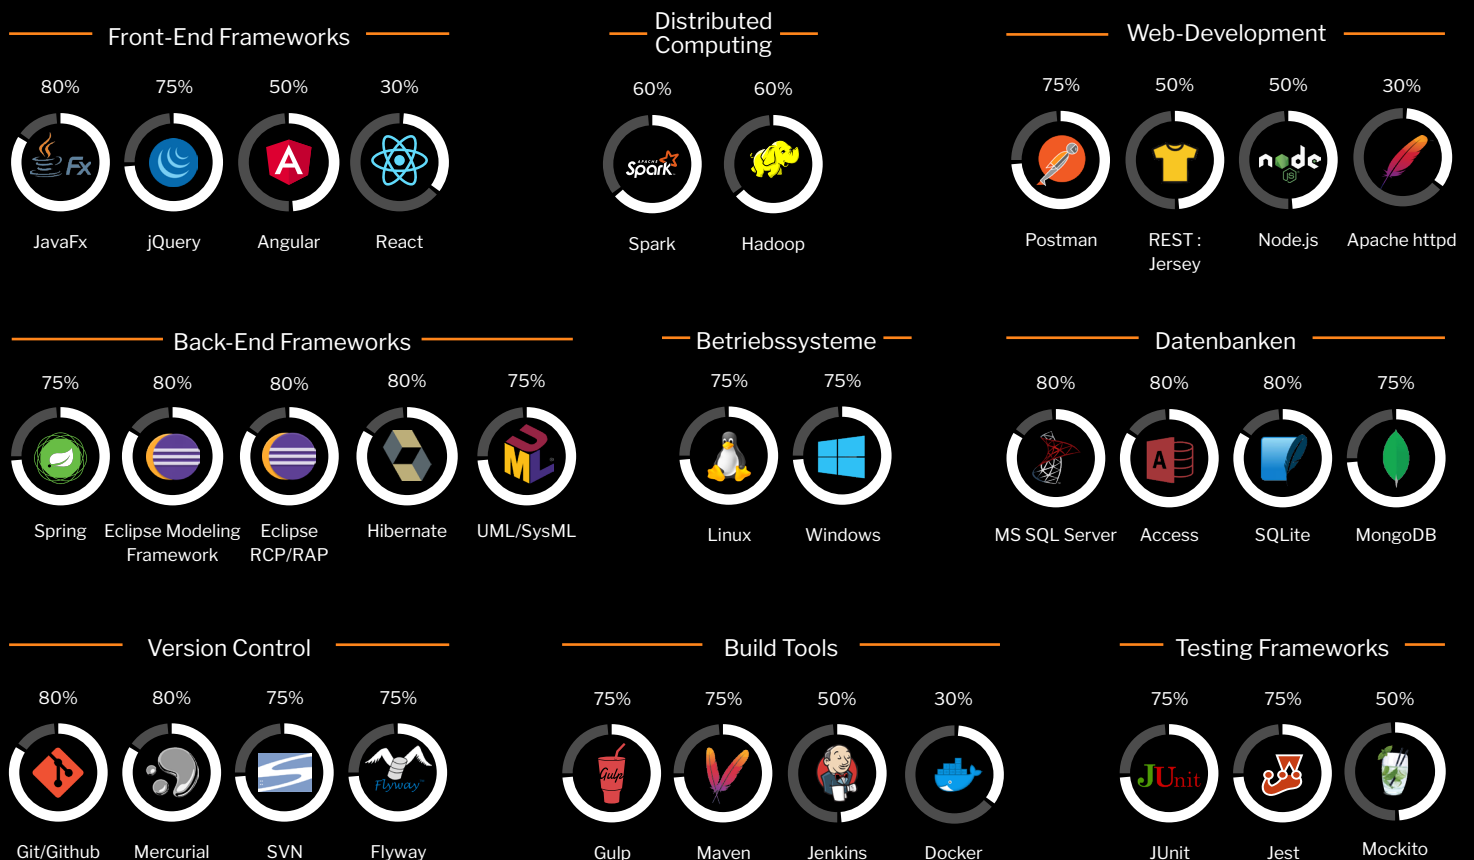 Front-End Frameworks
80% 75% 50% 30%
Fx
A
JavaFx jQuery Angular React
Distributed
Computing
60% 60%
APACHE
Spark
Spark Hadoop
Web-Development
75% 50% 50% 30%
node
JS
Postman REST : Node.js Apache httpd
Jersey
Back-End Frameworks
75% 80% 80% 80% 75%
UML
Spring Eclipse Modeling Eclipse Hibernate UML/SysML
Framework RCP/RAP
Betriebssysteme
75% 75%
Linux Windows
Datenbanken
80% 80% 80% 75%
A
MS SQL Server Access SQLite MongoDB
Version Control
80% 80% 75% 75%
Flyway™
Git/Github Mercurial SVN Flyway
Build Tools
75% 75% 50% 30%
Gulp
Gulp Maven Jenkins Docker
Testing Frameworks
75% 75% 50%
JUnit
JUnit Jest Mockito